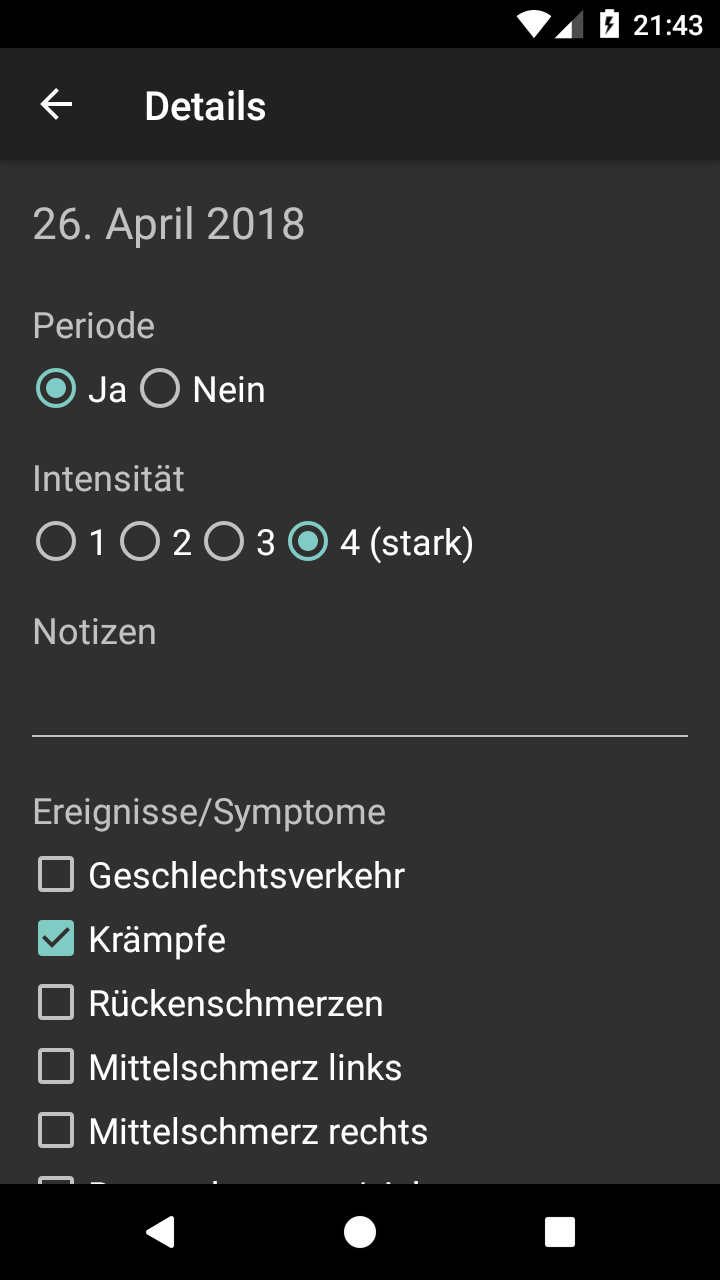 21:43
Details
26. April 2018
Periode
Ja Nein
Intensität
1 2 3 4 (stark)
Notizen
Ereignisse/Symptome
Geschlechtsverkehr
Krämpfe
Rückenschmerzen
Mittelschmerz links
Mittelschmerz rechts